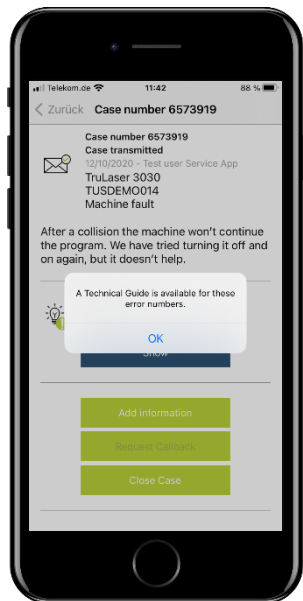 Telekom.de 11:42 88 %
Zurück Case number 6573919
Case number 6573919
Case transmitted
12/10/2020 - Test user Service App
TruLaser 3030
TUSDEMO014
Machine fault
After a collision the machine won't continue
the program. We have tried turning it off and
on again, but it doesn't help.
A Technical Guide is available for these
error numbers.
OK
Show
Add information
Request Callback
Close Case